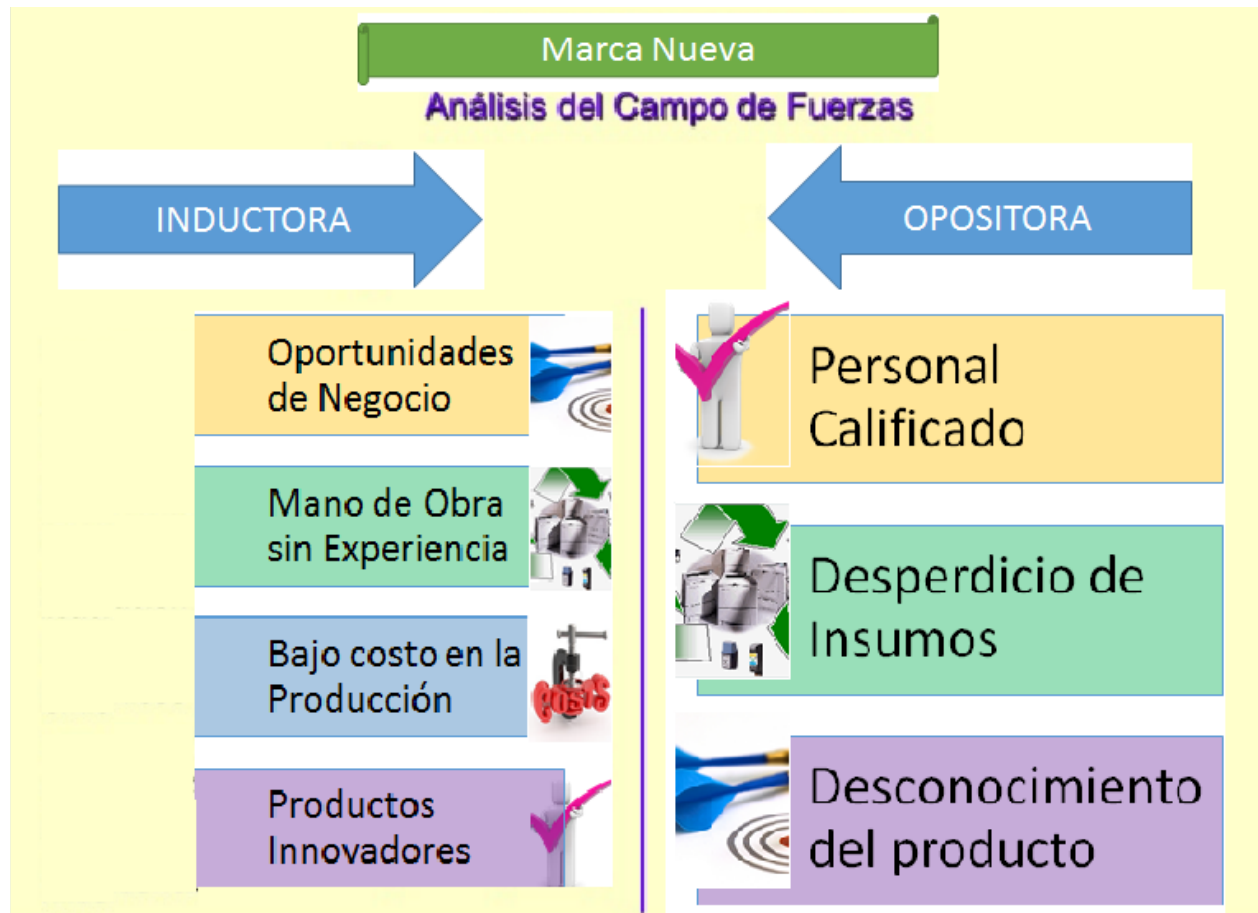 Marca Nueva
Análisis del Campo de Fuerzas
INDUCTORA
OPOSITORA
Oportunidades
de Negocio
Mano de Obra
sin Experiencia
Bajo costo en la
Producción
COSTS
Productos
Innovadores
Personal
Calificado
Desperdicio de
Insumos
Desconocimiento
del producto